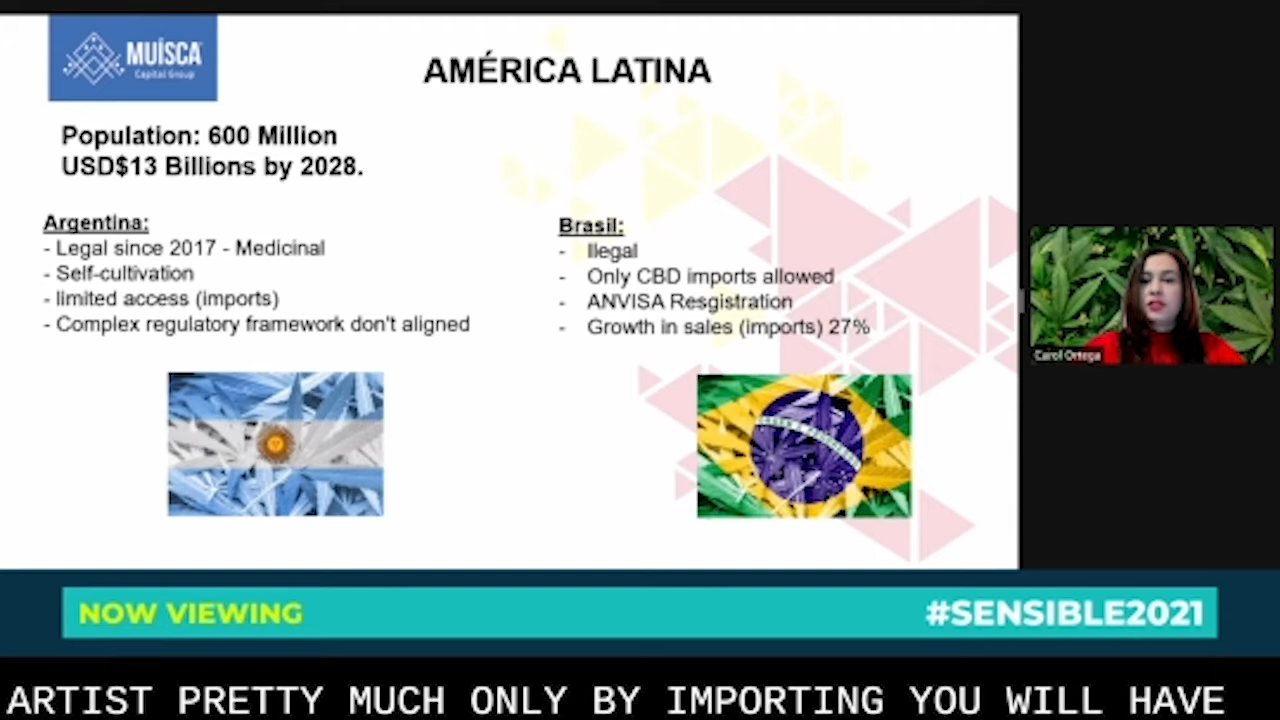 MUÍSCA
Capital Group
AMÉRICA LATINA
Population: 600 Million
USD$13 Billions by 2028.
Argentina:
- Legal since 2017 - Medicinal
- Self-cultivation
- limited access (imports)
- Complex regulatory framework don't aligned
Brasil:
- Ilegal
- Only CBD imports allowed
- ANVISA Resgistration
- Growth in sales (imports) 27%
Carol Ortega
NOW VIEWING
#SENSIBLE2021
ARTIST PRETTY MUCH ONLY BY IMPORTING YOU WILL HAVE